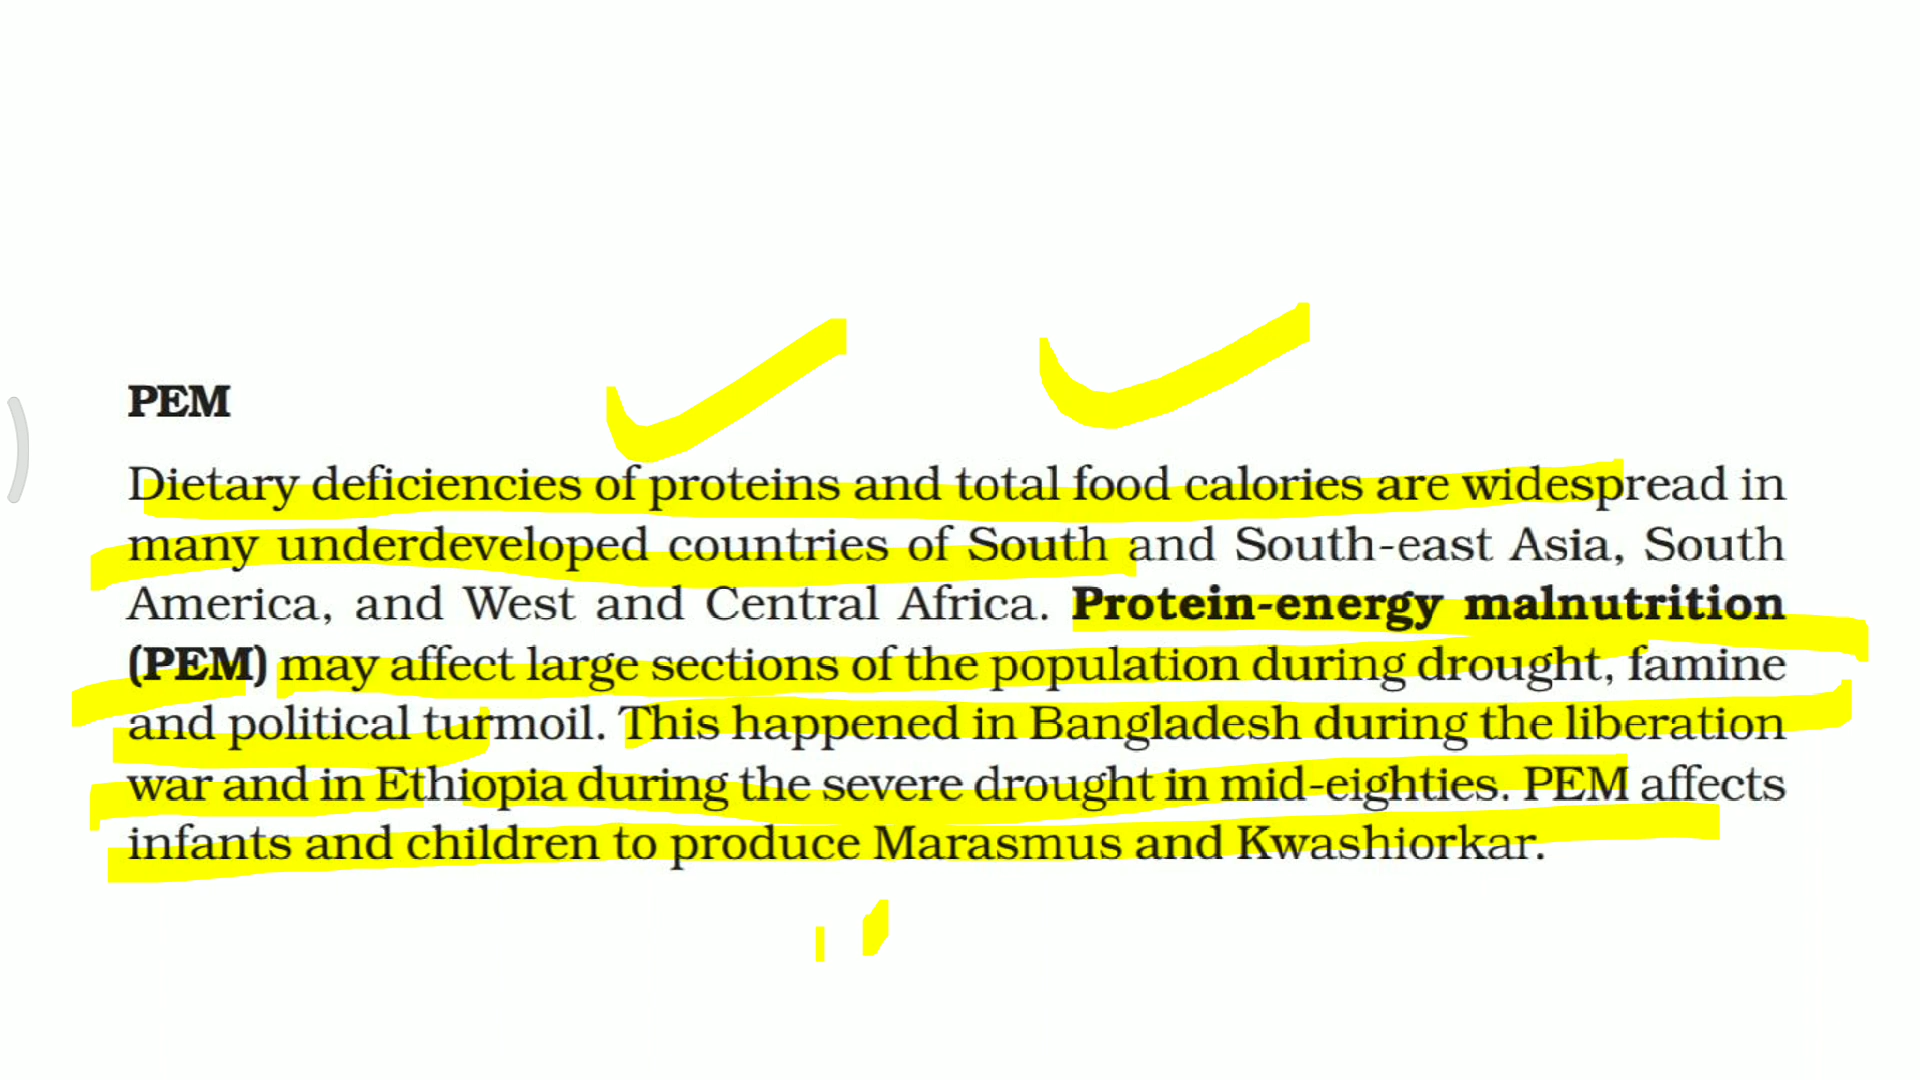 PEM
Dietary deficiencies of proteins and total food calories are widespread in
many underdeveloped countries of South and South-east Asia, South
America, and West and Central Africa. Protein-energy malnutrition
(PEM) may affect large sections of the population during drought, famine
and political turmoil. This happened in Bangladesh during the liberation
war and in Ethiopia during the severe drought in mid-eighties. PEM affects
infants and children to produce Marasmus and Kwashiorkar.